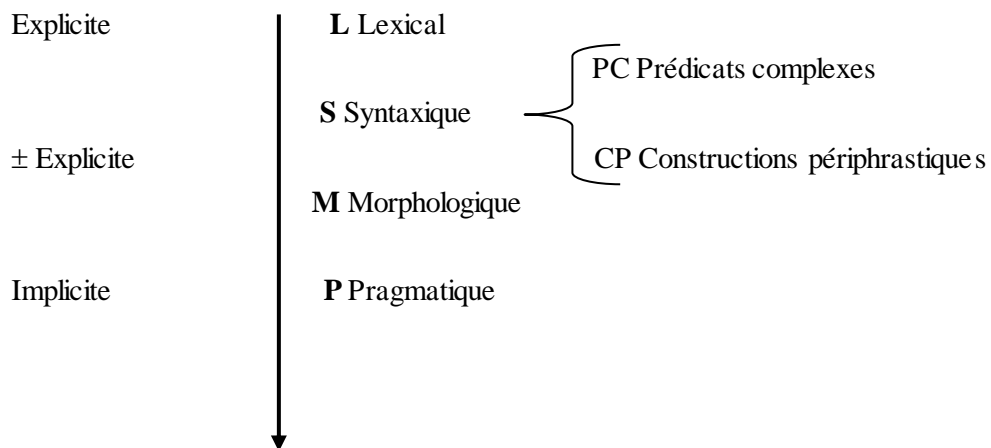 Explicite L Lexical
PC Prédicats complexes
S Syntaxique
± Explicite CP Constructions périphrastiques
M Morphologique
Implicite P Pragmatique